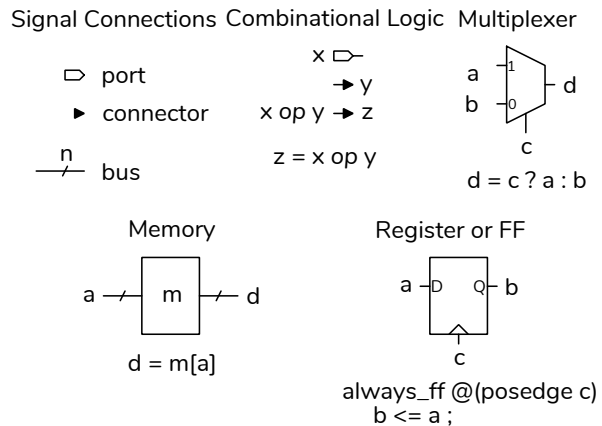 Signal Connections
port
connector
n
bus
Combinational Logic
x
y
x op y z
z = x op y
Multiplexer
a 1
d
b 0
c
d = c ? a : b
Memory
a m d
d = m[a]
Register or FF
a D Q b
c
always_ff @(posedge c)
b <= a ;